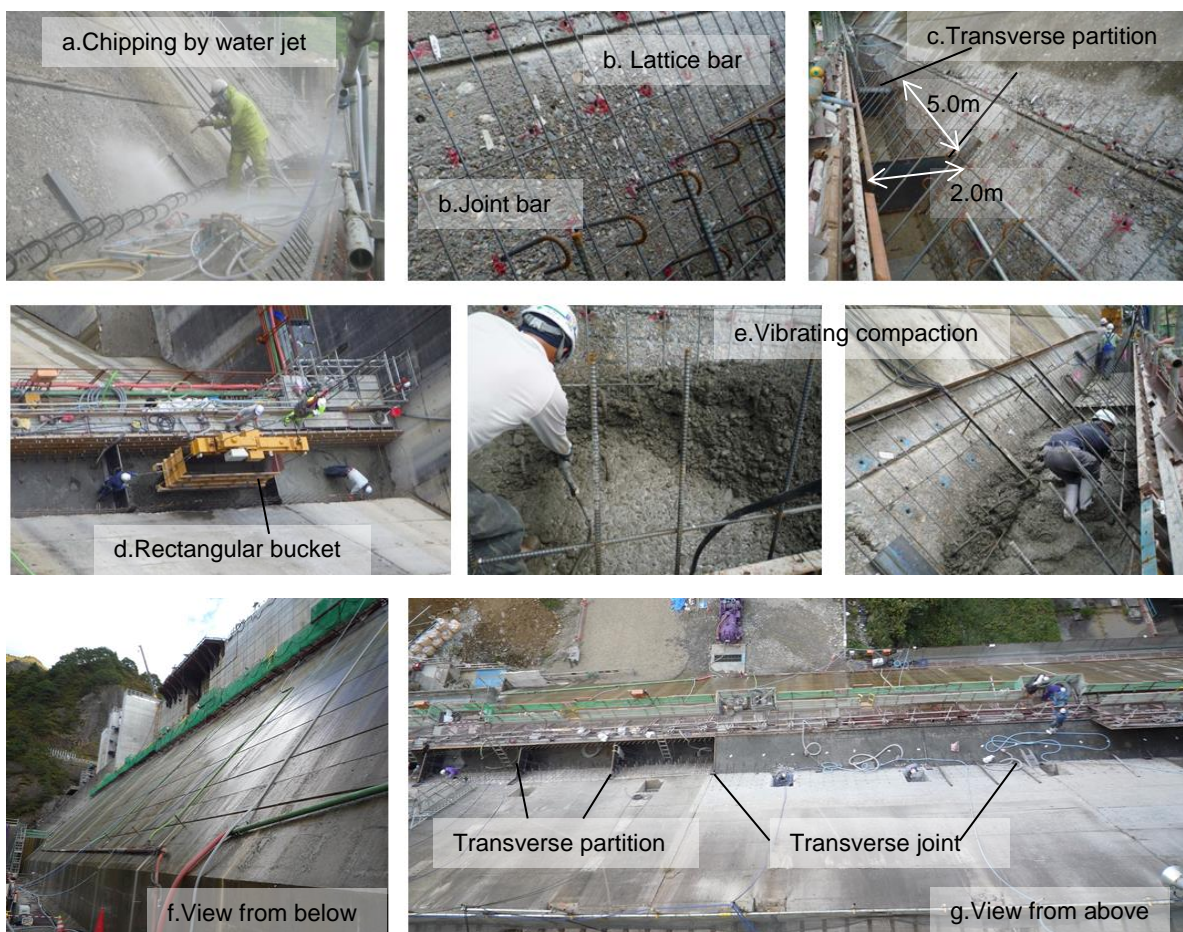 a.Chipping by water jet
b. Lattice bar
b.Joint bar
c.Transverse partition
5.0m
2.0m
d.Rectangular bucket
e.Vibrating compaction
f.View from below
Transverse partition
Transverse joint
g.View from above